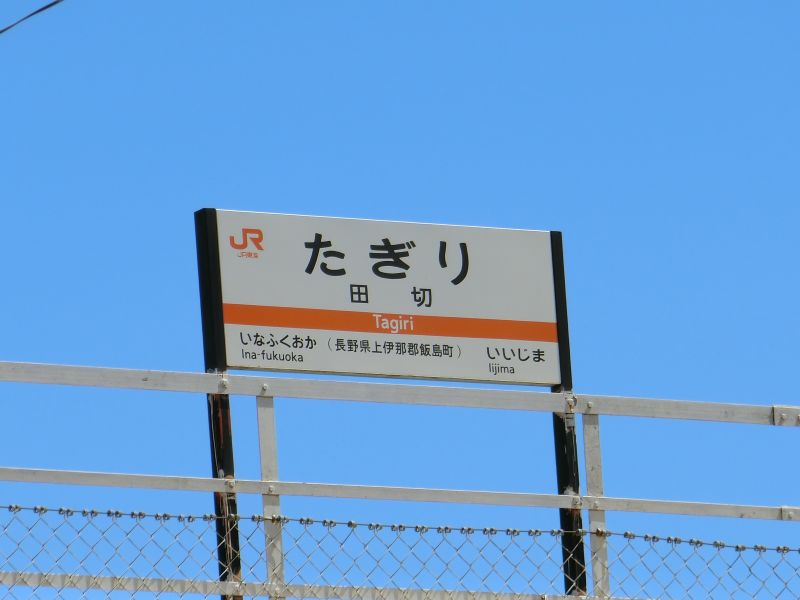 JR
JR東海
たぎり
田 切
Tagiri
いなふくおか
Ina-fukuoka
(長野県上伊那郡飯島町)
いいじま
Iijima